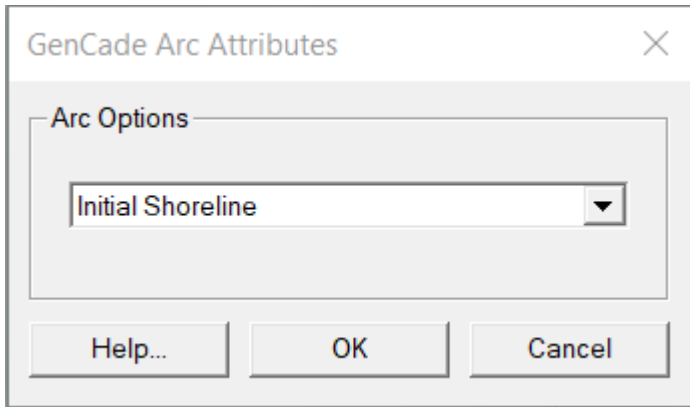 GenCade Arc Attributes
Arc Options
Initial Shoreline
Help...
OK
Cancel